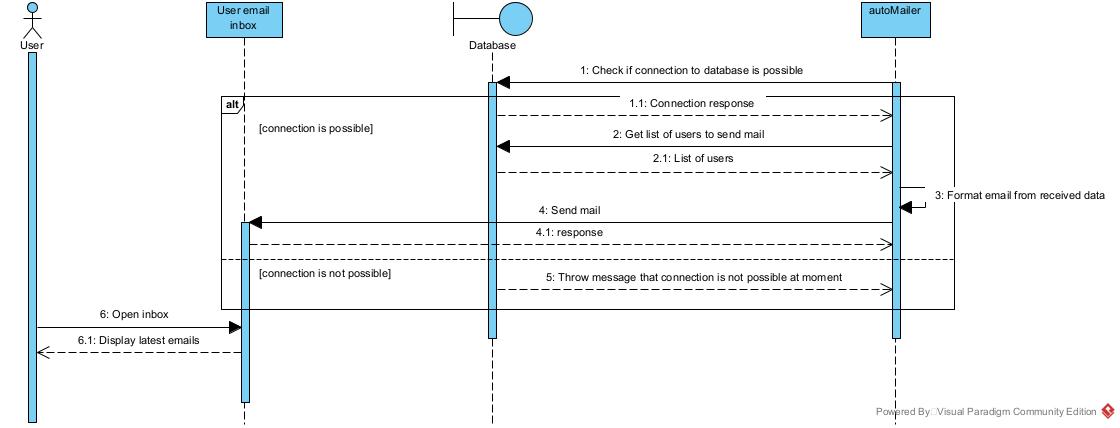 User email
inbox
autoMailer
User
Database
1: Check if connection to database is possible
alt
1.1: Connection response
[connection is possible]
2: Get list of users to send mail
2.1: List of users
3: Format email from received data
4: Send mail
4.1: response
[connection is not possible]
5: Throw message that connection is not possible at moment
6: Open inbox
6.1: Display latest emails
Powered By Visual Paradigm Community Edition